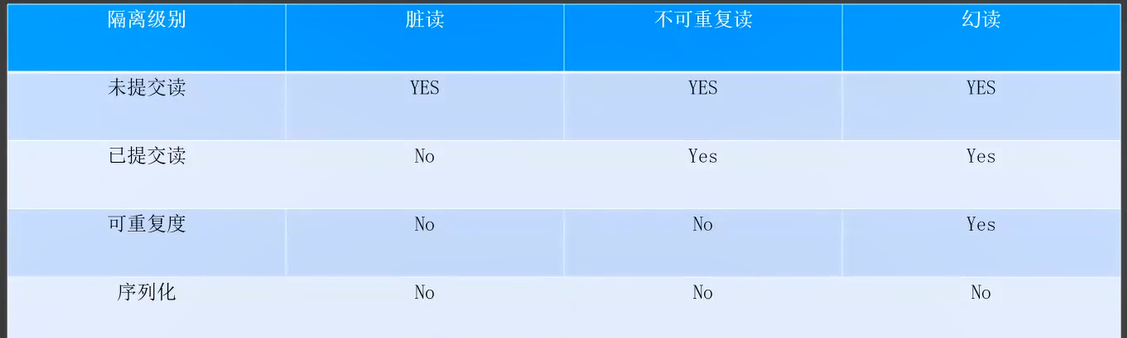 隔离级别 脏读 不可重复读 幻读
未提交读 YES YES YES
已提交读 No Yes Yes
可重复度 No No Yes
序列化 No No No